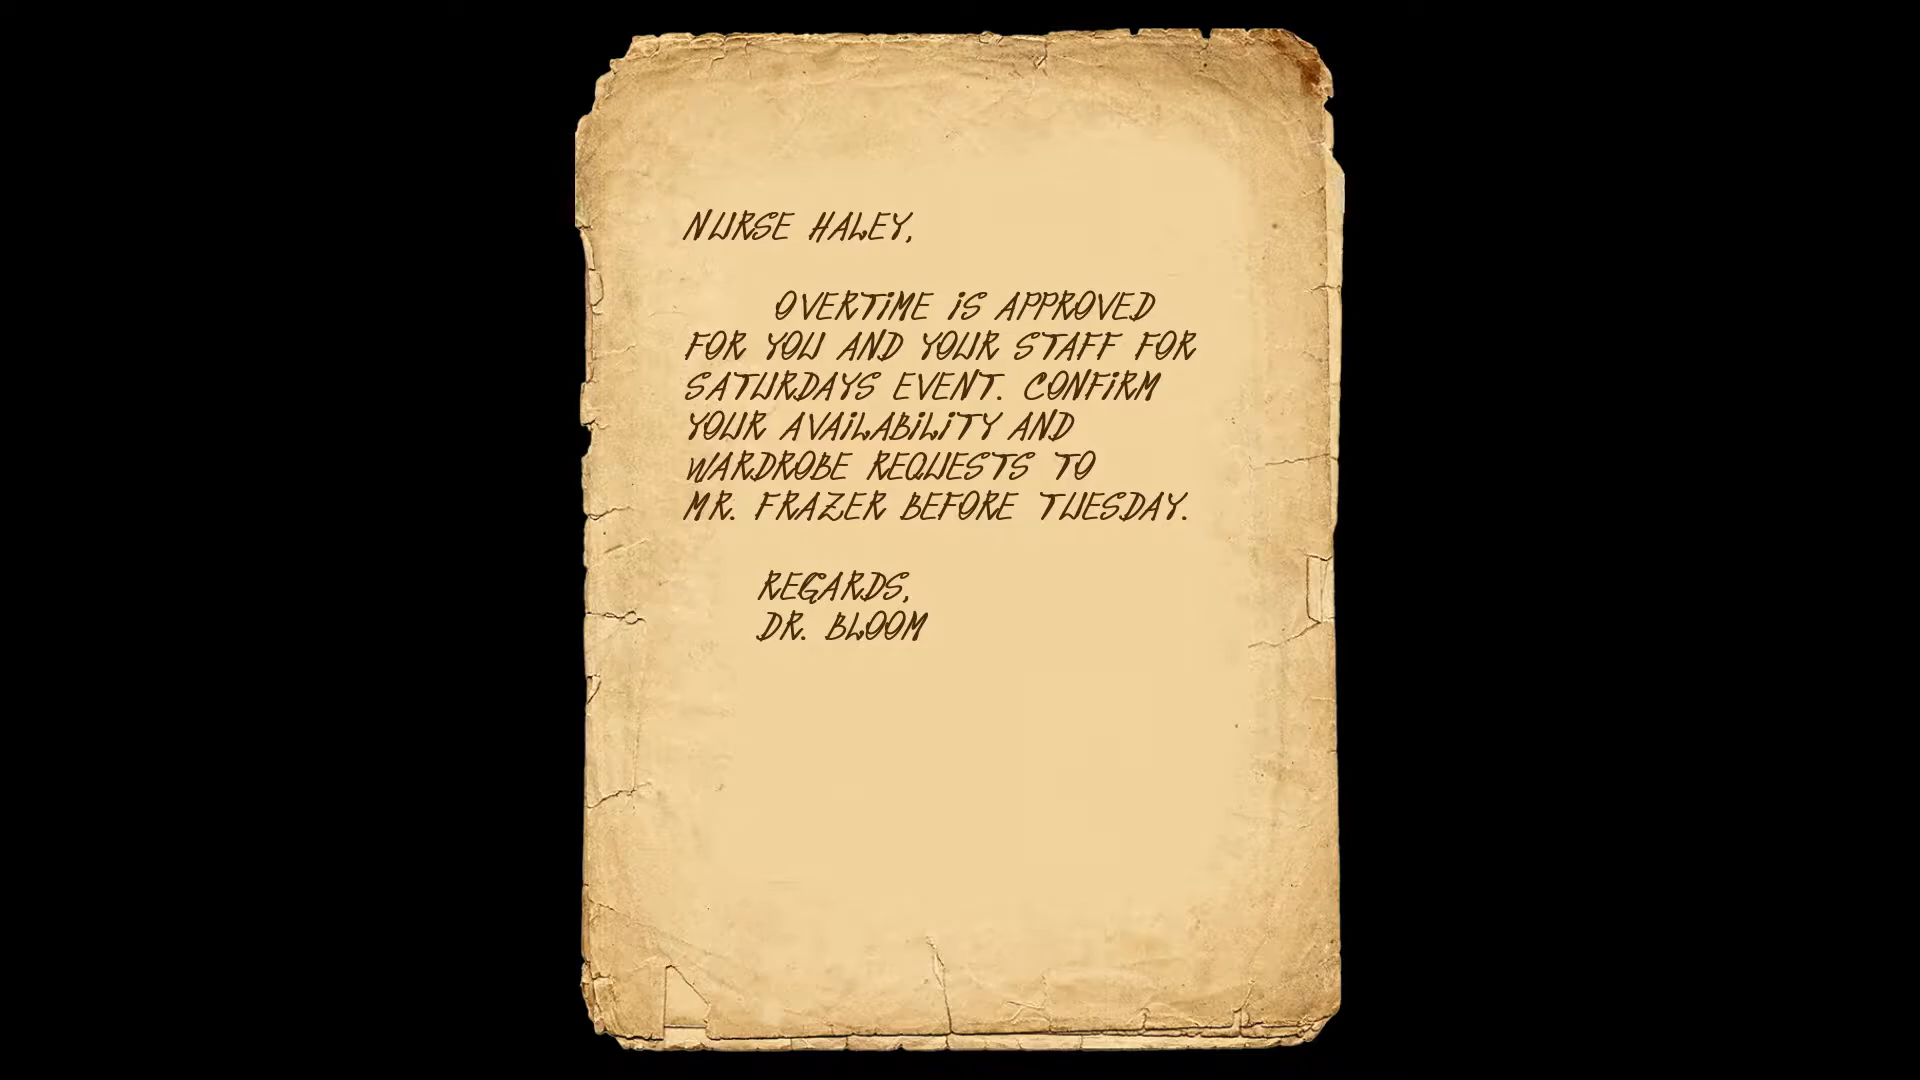 NURSE HALEY,
OVERTiME iS APPROVED
FOR YOU AND YOUR STAFF FOR
SATURDAYS EVENT. CONFiRM
YOUR AVAiLABiLiTY AND
WARDROBE REQUESTS TO
MR. FRAZER BEFORE TUESDAY.
REGARDS,
DR. BLOOM